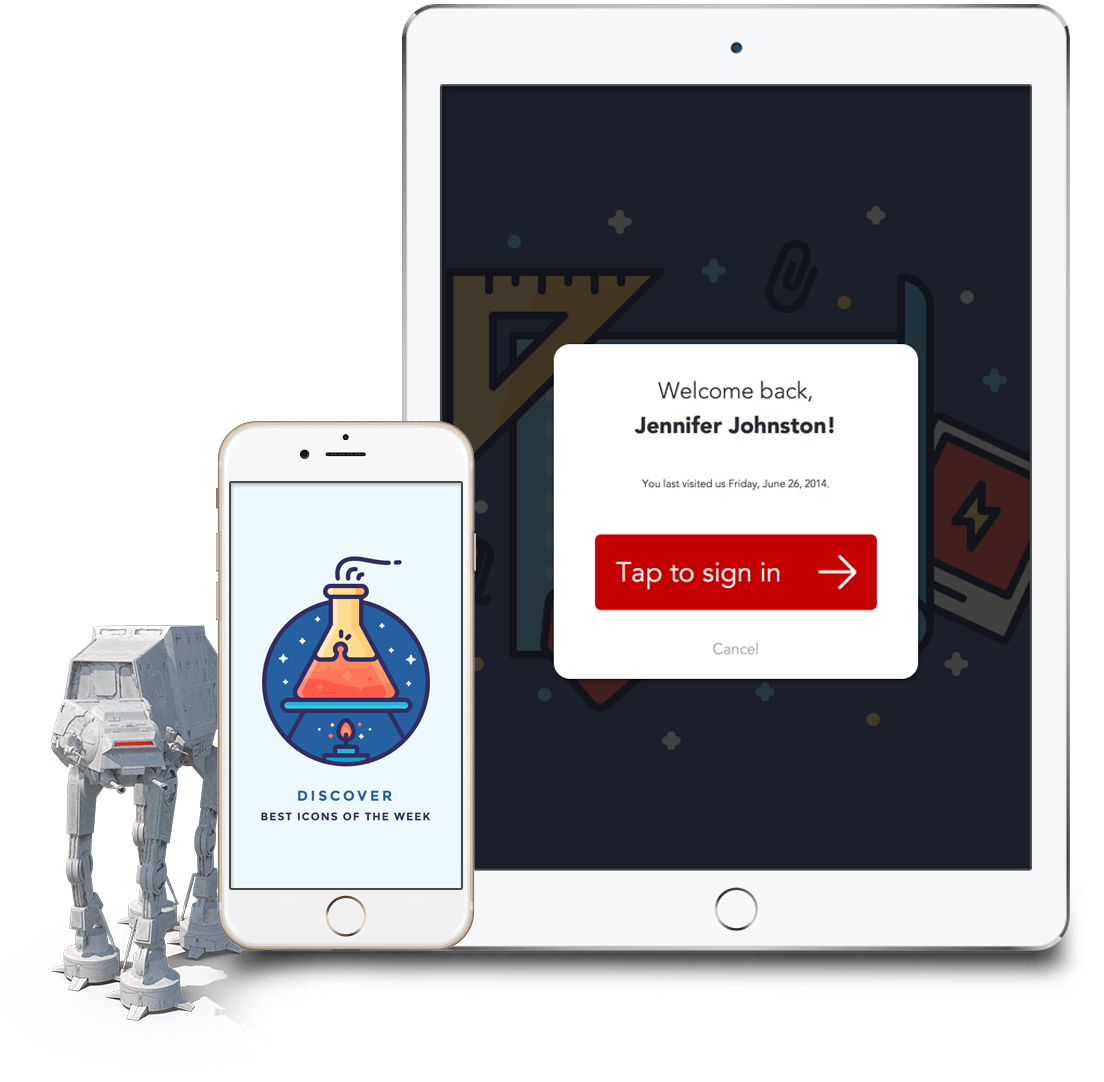 Welcome back,
Jennifer Johnston!
You last visited us Friday, June 26, 2014.
Tap to sign in
Cancel
DISCOVER
BEST ICONS OF THE WEEK